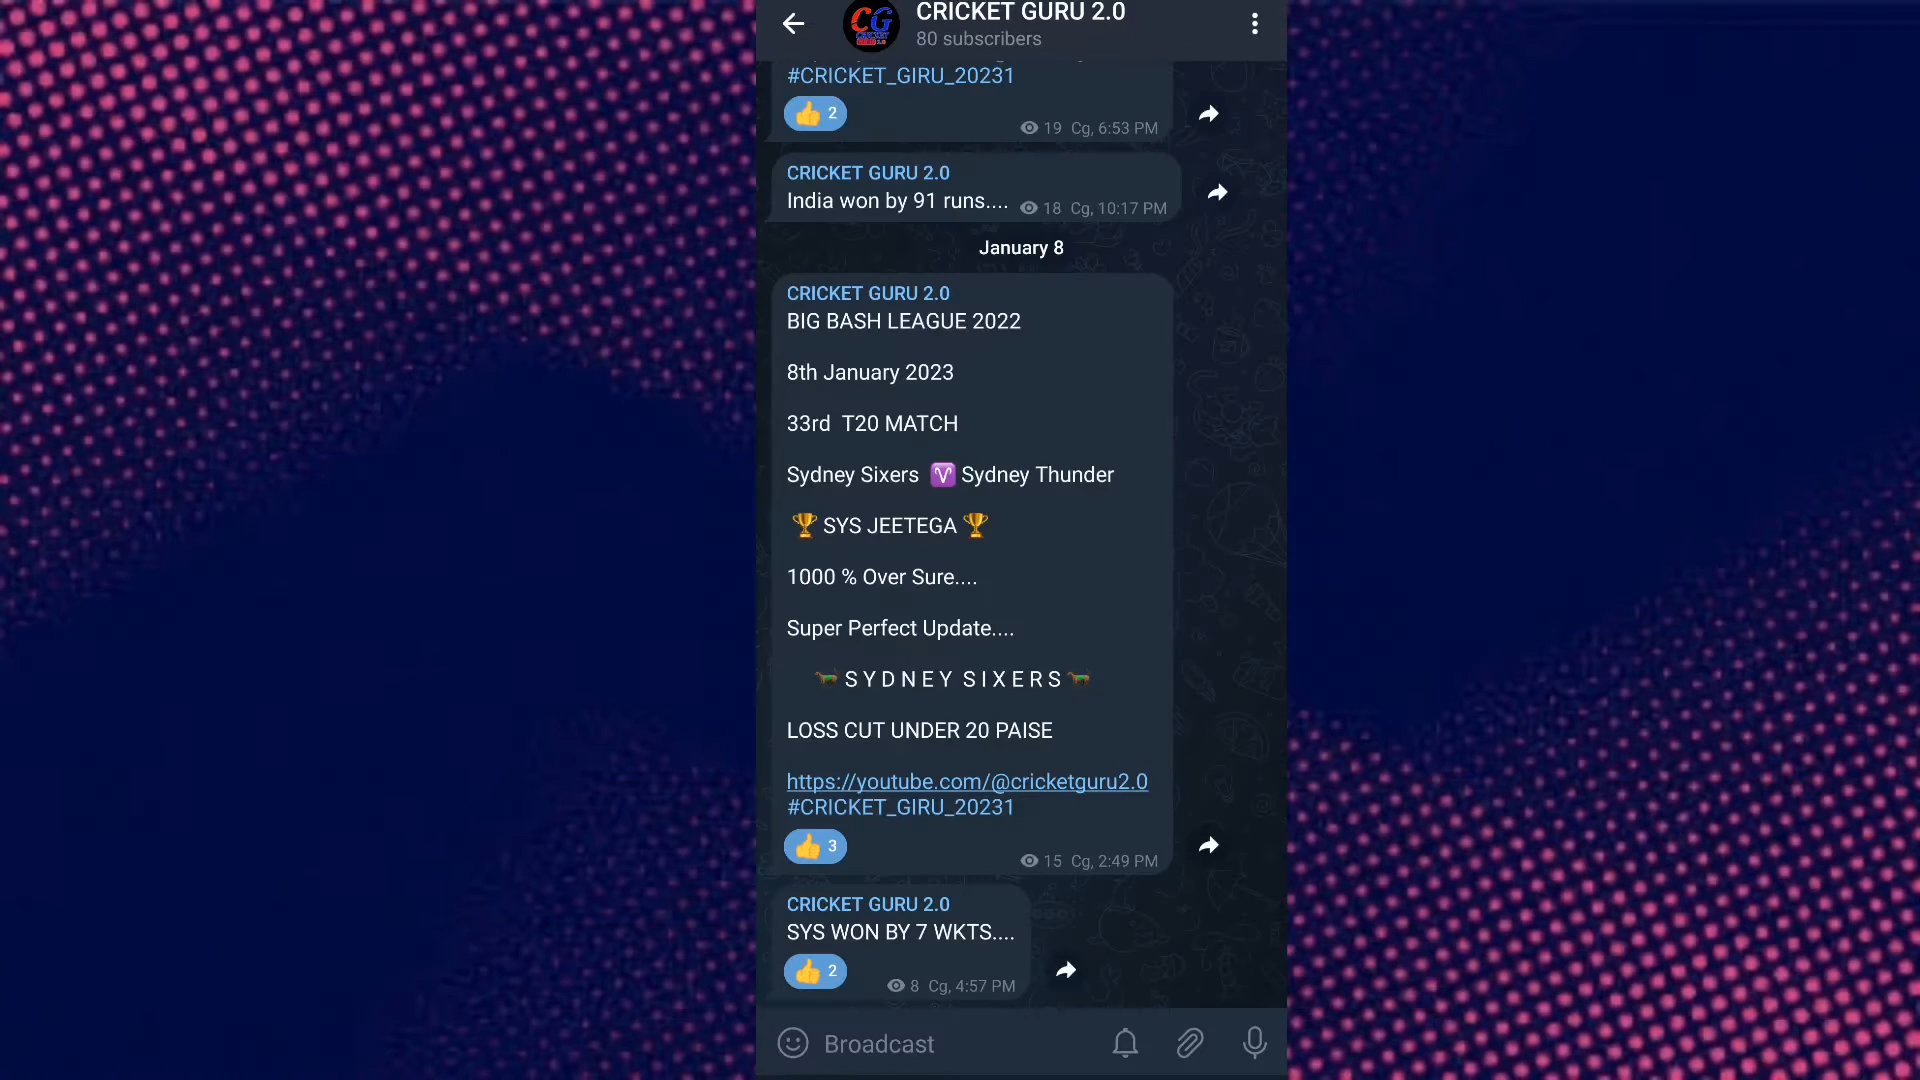 CRICKET GURU 2.0
80 subscribers
#CRICKET_GIRU_20231
2
19 Cg, 6:53 PM
CRICKET GURU 2.0
India won by 91 runs....
18 Cg, 10:17 PM
January 8
CRICKET GURU 2.0
BIG BASH LEAGUE 2022
8th January 2023
33rd T20 MATCH
Sydney Sixers ♈ Sydney Thunder
🏆 SYS JEETEGA 🏆
1000 % Over Sure....
Super Perfect Update....
🐅 S Y D N E Y S I X E R S 🐅
LOSS CUT UNDER 20 PAISE
https://youtube.com/@cricketguru2.0
#CRICKET_GIRU_20231
3
15 Cg, 2:49 PM
CRICKET GURU 2.0
SYS WON BY 7 WKTS....
2
8 Cg, 4:57 PM
Broadcast